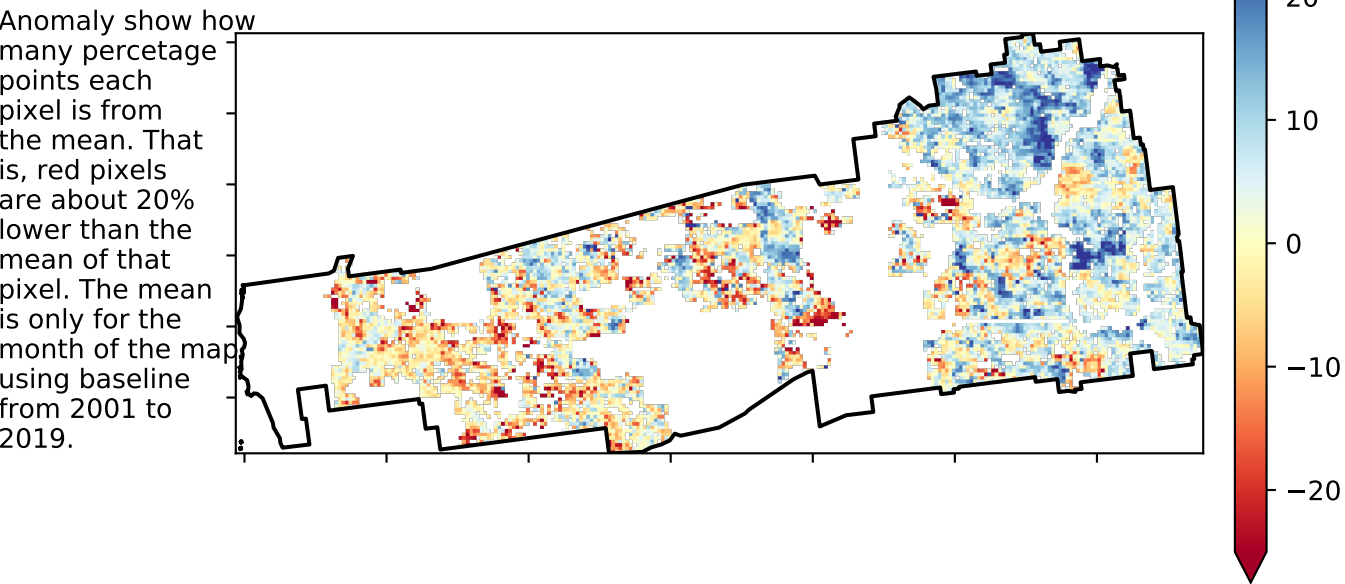 Anomaly show how
many percetage
points each
pixel is from
the mean. That
is, red pixels
are about 20%
lower than the
mean of that
pixel. The mean
is only for the
month of the map
using baseline
from 2001 to
2019.
20
10
0
−10
−20